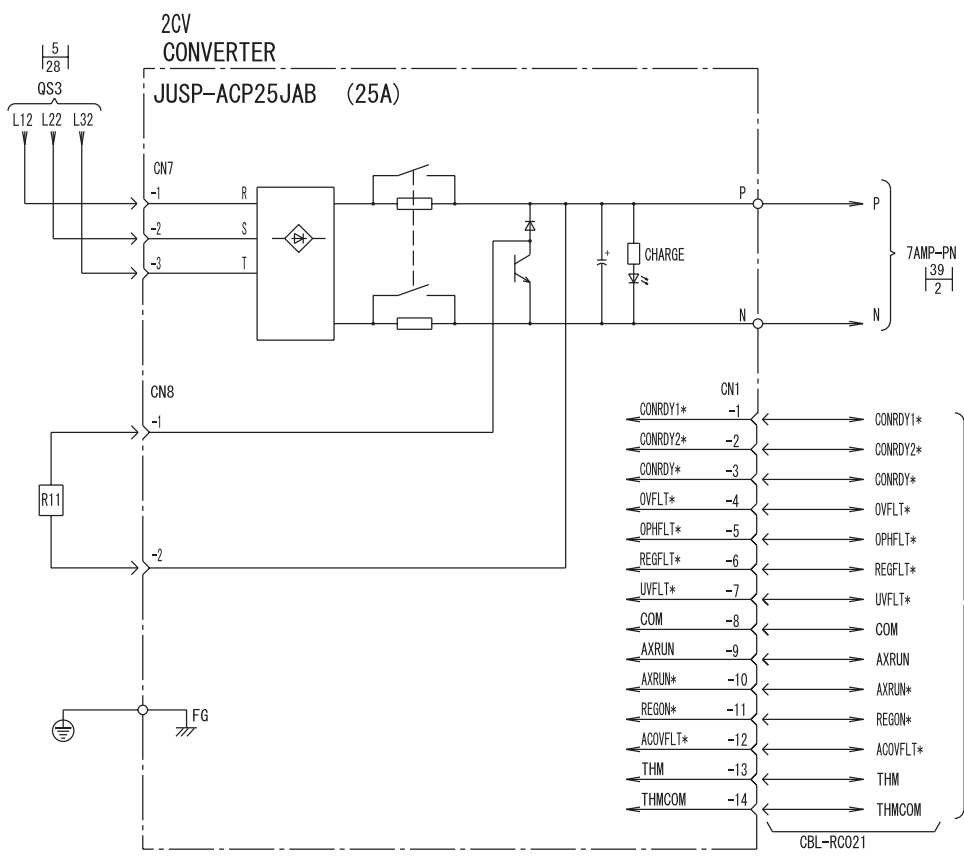 2CV
CONVERTER
JUSP-ACP25JAB (25A)
5
28
QS3
L12 L22 L32
CN7
-1 R
-2 S
-3 T
P
N
CHARGE
+
P
N
7AMP-PN
39
2
CN8
-1
-2
R11
FG
CN1
CONRDY1* -1 CONRDY1*
CONRDY2* -2 CONRDY2*
CONRDY* -3 CONRDY*
OVFLT* -4 OVFLT*
OPHFLT* -5 OPHFLT*
REGFLT* -6 REGFLT*
UVFLT* -7 UVFLT*
COM -8 COM
AXRUN -9 AXRUN
AXRUN* -10 AXRUN*
REGON* -11 REGON*
ACOVFLT* -12 ACOVFLT*
THM -13 THM
THMCOM -14 THMCOM
CBL-RC021